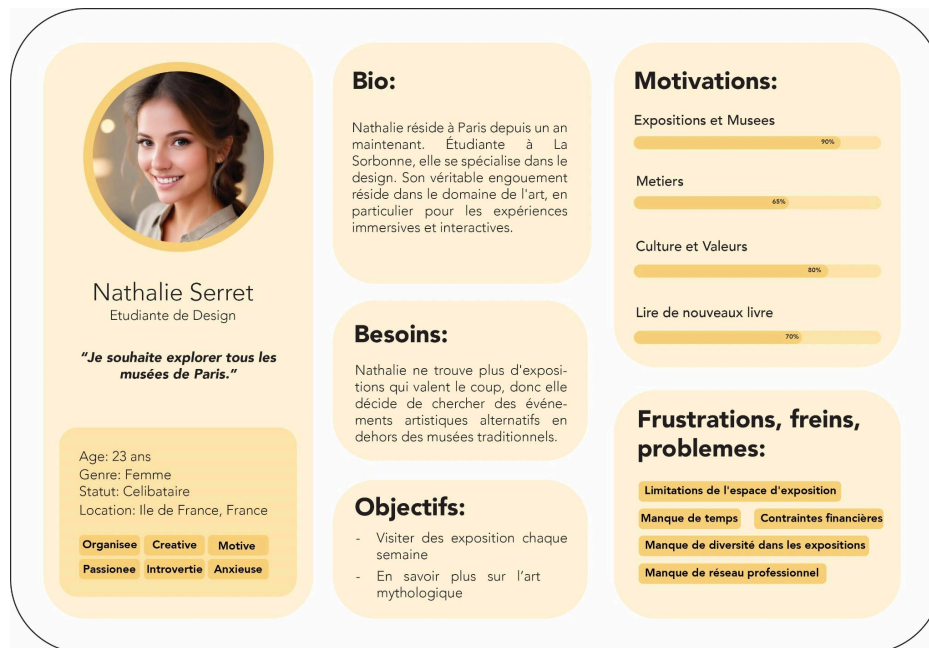 Nathalie Serret
Etudiante de Design
“Je souhaite explorer tous les
musées de Paris.”
Age: 23 ans
Genre: Femme
Statut: Celibataire
Location: Ile de France, France
Organisee Creative Motive
Passionee Introvertie Anxieuse
Bio:
Nathalie réside à Paris depuis un an
maintenant. Étudiante à La
Sorbonne, elle se spécialise dans le
design. Son véritable engouement
réside dans le domaine de l'art, en
particulier pour les expériences
immersives et interactives.
Besoins:
Nathalie ne trouve plus d'exposi-
tions qui valent le coup, donc elle
décide de chercher des événe-
ments artistiques alternatifs en
dehors des musées traditionnels.
Objectifs:
- Visiter des exposition chaque
semaine
- En savoir plus sur l'art
mythologique
Motivations:
Expositions et Musees
90%
Metiers
65%
Culture et Valeurs
80%
Lire de nouveaux livre
70%
Frustrations, freins,
problemes:
Limitations de l'espace d'exposition
Manque de temps Contraintes financières
Manque de diversité dans les expositions
Manque de réseau professionnel